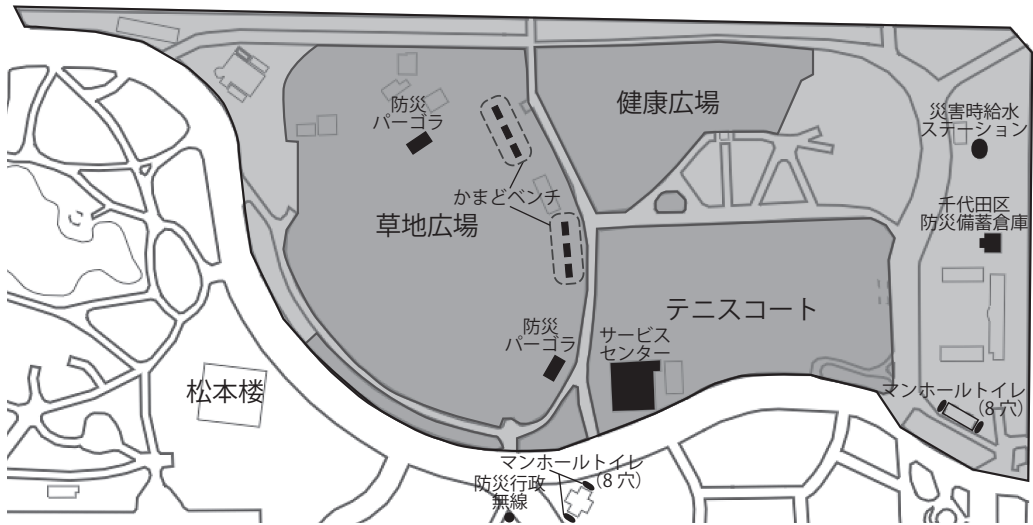 健康広場
防災
パーゴラ
災害時給水
ステーション
かまどベンチ
草地広場
千代田区
防災備蓄倉庫
テニスコート
防災
パーゴラ
サービス
センター
松本楼
マンホールトイレ
(8穴)
マンホールトイレ
(8穴)
防災行政
無線